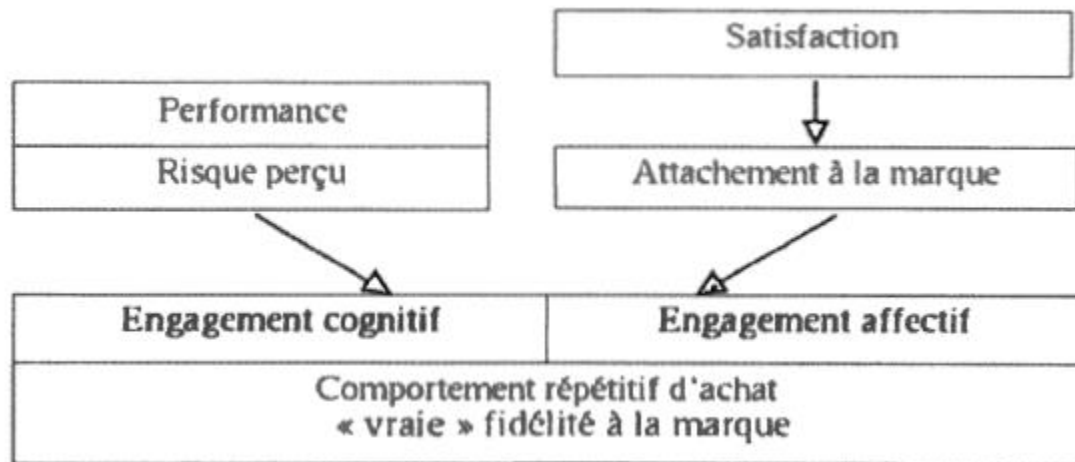 Satisfaction
Performance
Risque perçu
Attachement à la marque
Engagement cognitif
Engagement affectif
Comportement répétitif d'achat
« vraie » fidélité à la marque